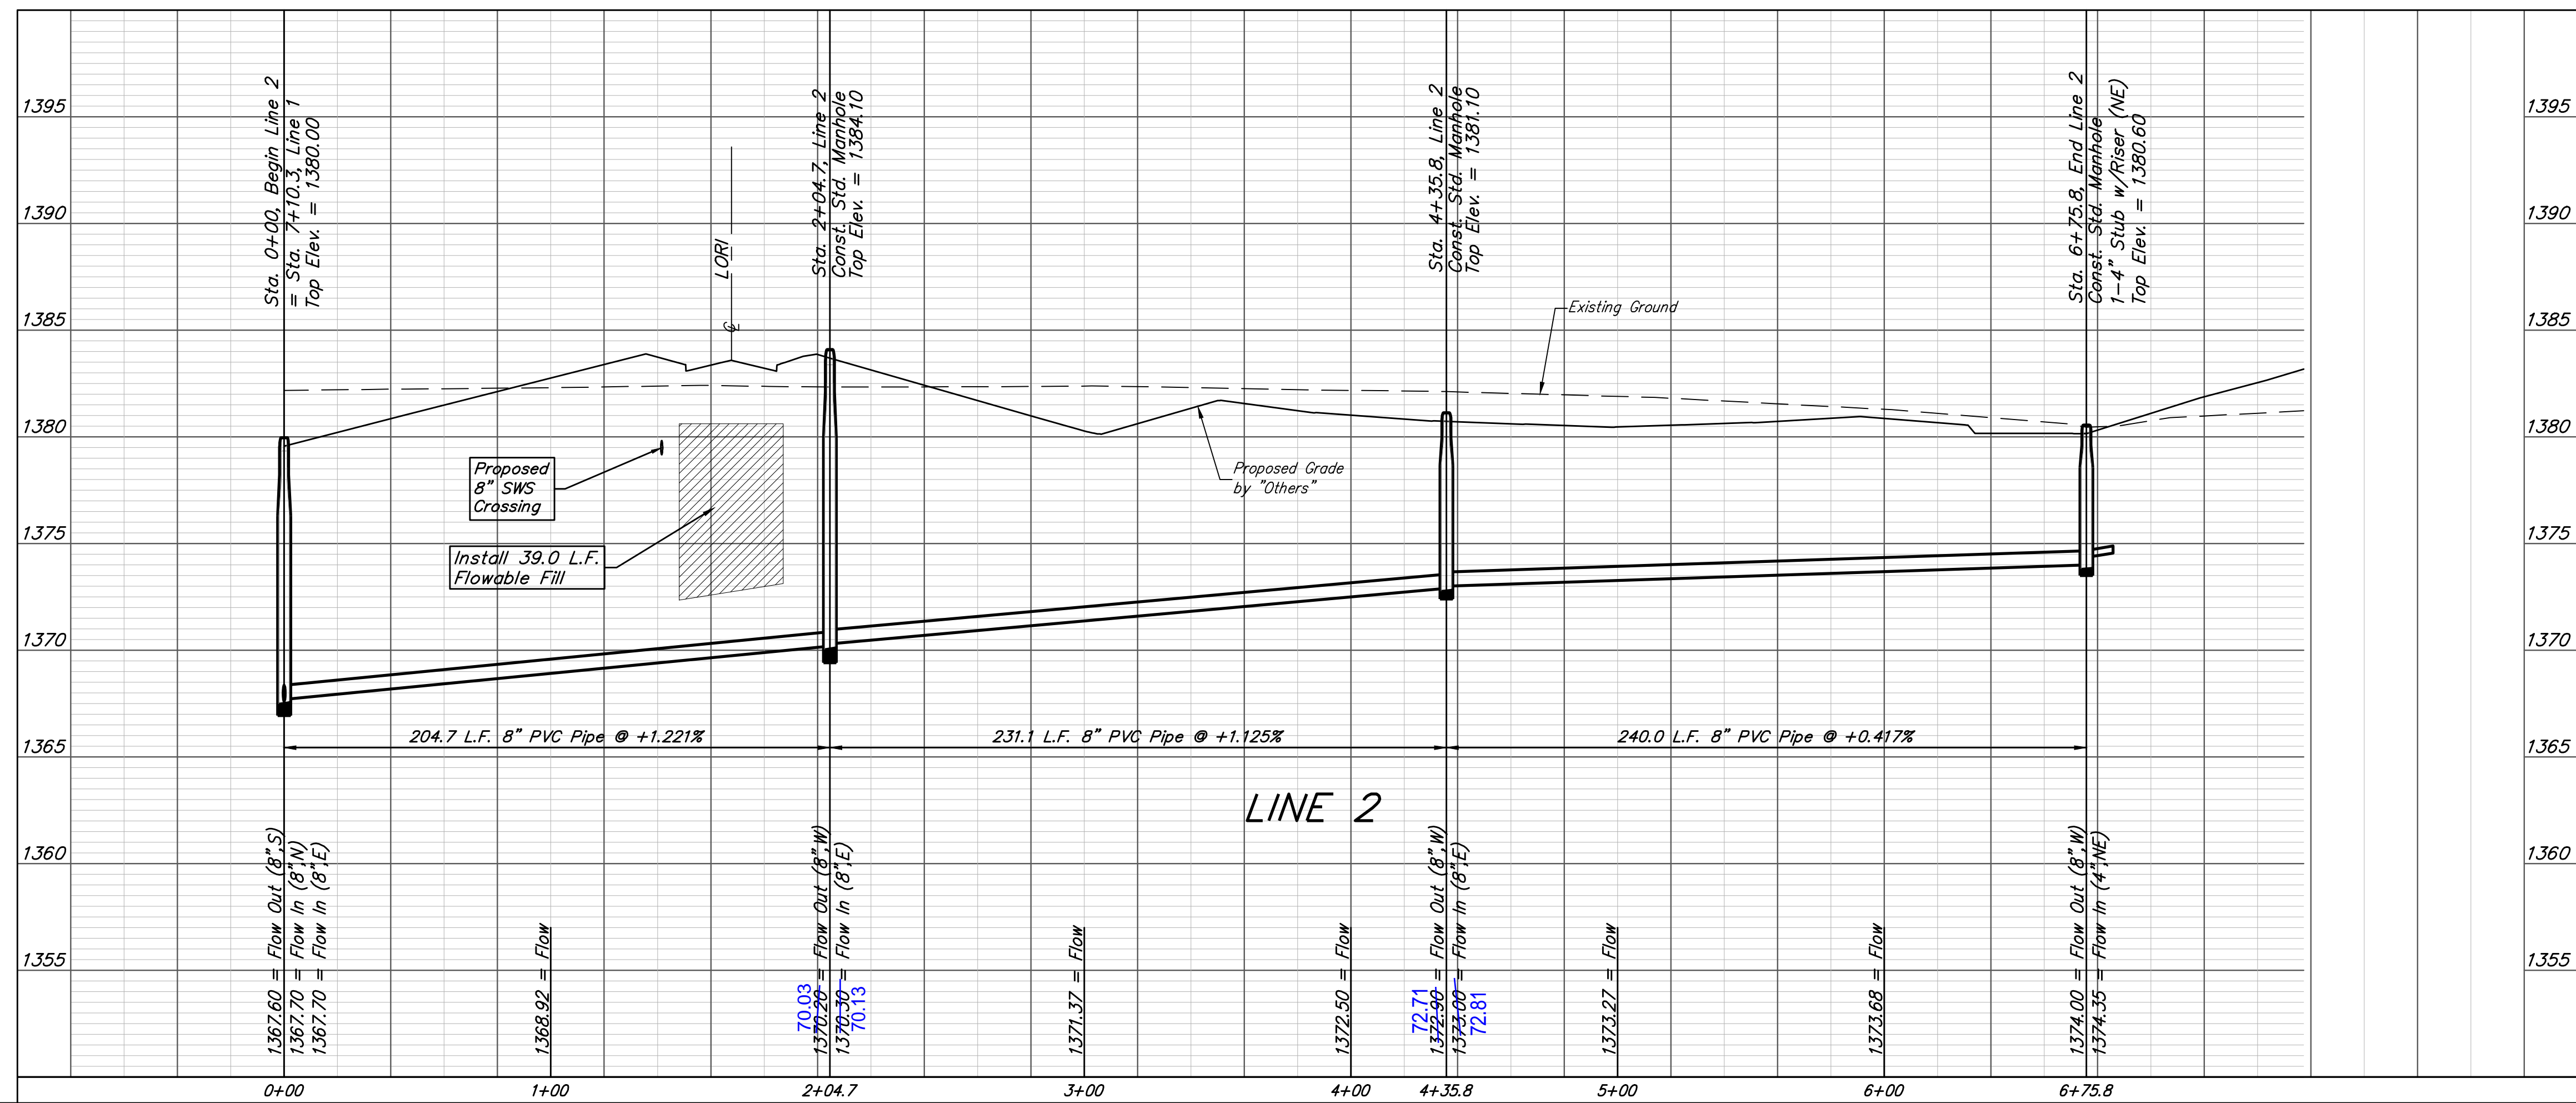 Sta. 0+00, Begin Line 2
= Sta. 7+10.3, Line 1
Top Elev. = 1380.00
LORI
℄
Sta. 2+04.7, Line 2
Const. Std. Manhole
Top Elev. = 1384.10
Sta. 4+35.8, Line 2
Const. Std. Manhole
Top Elev. = 1381.10
Sta. 6+75.8, End Line 2
Const. Std. Manhole
1-4" Stub w/Riser (NE)
Top Elev. = 1380.60
1395
1390
1385
1380
1375
1370
1365
1360
1355
1395
1390
1385
1380
1375
1370
1365
1360
1355
Existing Ground
Proposed
8" SWS
Crossing
Install 39.0 L.F.
Flowable Fill
Proposed Grade
by "Others"
204.7 L.F. 8" PVC Pipe @ +1.221%
231.1 L.F. 8" PVC Pipe @ +1.125%
240.0 L.F. 8" PVC Pipe @ +0.417%
LINE 2
1367.60 = Flow Out (8",S)
1367.70 = Flow In (8",N)
1367.70 = Flow In (8",E)
1368.92 = Flow
70.03
1370.20 = Flow Out (8",W)
1370.30 = Flow In (8",E)
70.13
1371.37 = Flow
1372.50 = Flow
72.71
1372.90 = Flow Out (8",W)
1373.00 = Flow In (8",E)
72.81
1373.27 = Flow
1373.68 = Flow
1374.00 = Flow Out (8",W)
1374.35 = Flow In (4",NE)
0+00
1+00
2+04.7
3+00
4+00
4+35.8
5+00
6+00
6+75.8